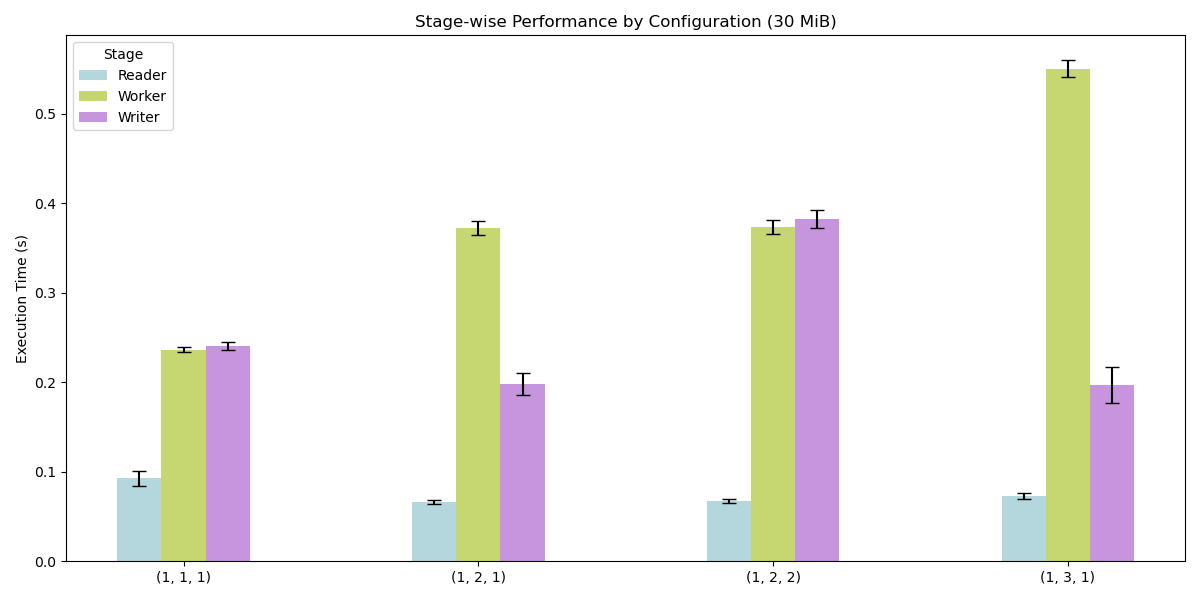 Stage-wise Performance by Configuration (30 MiB)
Stage
Reader
Worker
Writer
Execution Time (s)
0.5
0.4
0.3
0.2
0.1
0.0
(1, 1, 1)
(1, 2, 1)
(1, 2, 2)
(1, 3, 1)